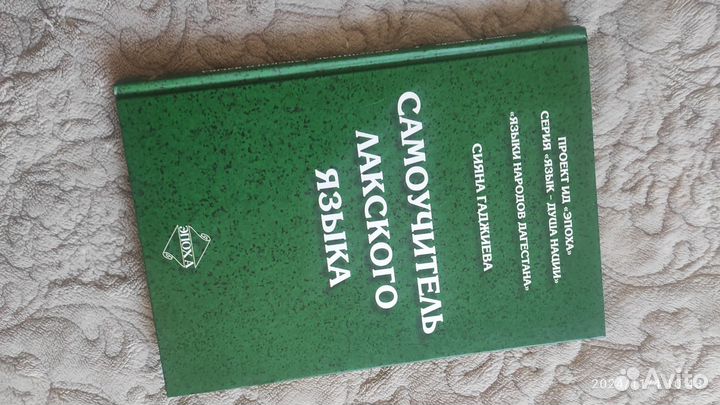 ПРОЕКТ ИД «ЭПОХА»
СЕРИЯ «ЯЗЫК - ДУША НАЦИИ»
«ЯЗЫКИ НАРОДОВ ДАГЕСТАНА»
СИЯНА ГАДЖИЕВА
САМОУЧИТЕЛЬ
ЛАКСКОГО
ЯЗЫКА
ЭПОХА
Avito